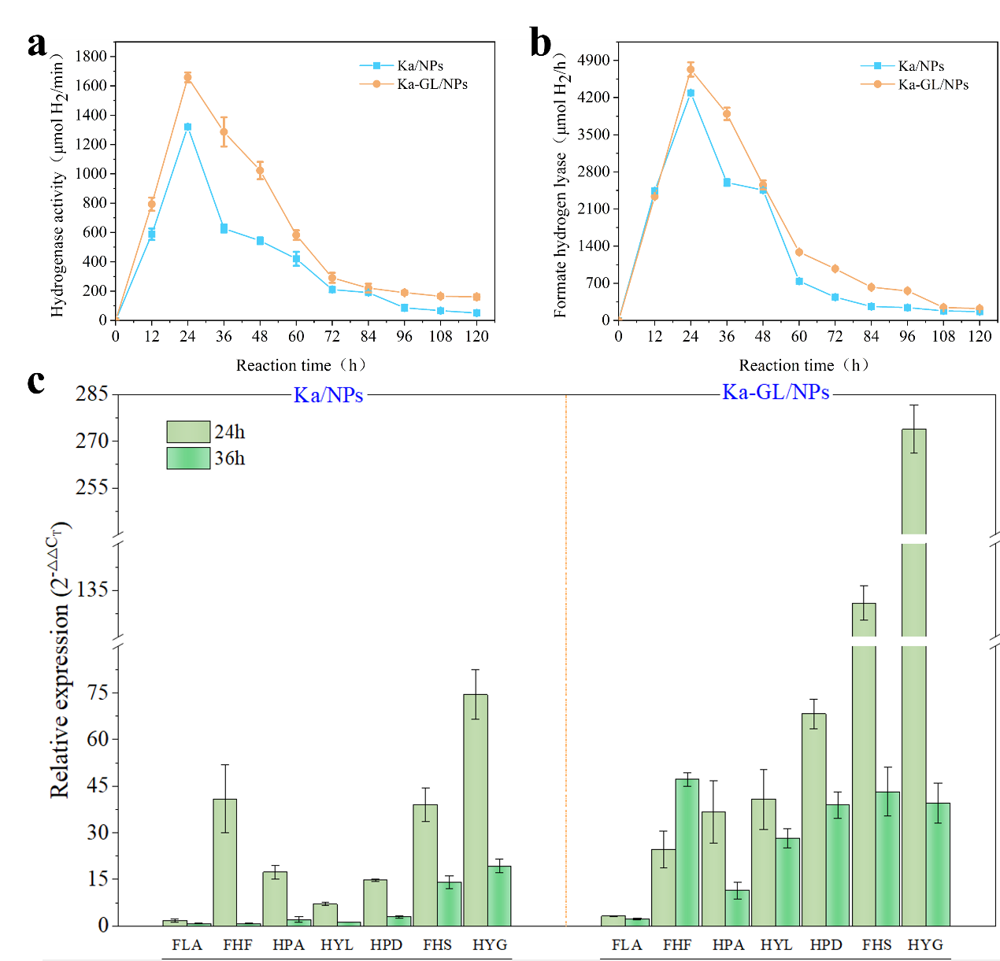 a
Hydrogenase activity（μmol H2/min）
1800
1600
1400
1200
1000
800
600
400
200
0
Ka/NPs
Ka-GL/NPs
0 12 24 36 48 60 72 84 96 108 120
Reaction time（h）
b
Formate hydrogen lyase（μmol H2/h）
4900
4200
3500
2800
2100
1400
700
0
Ka/NPs
Ka-GL/NPs
0 12 24 36 48 60 72 84 96 108 120
Reaction time（h）
c
Relative expression (2-△△CT)
285
270
255
135
75
60
45
30
15
0
Ka/NPs
Ka-GL/NPs
24h
36h
FLA FHF HPA HYL HPD FHS HYG
FLA FHF HPA HYL HPD FHS HYG